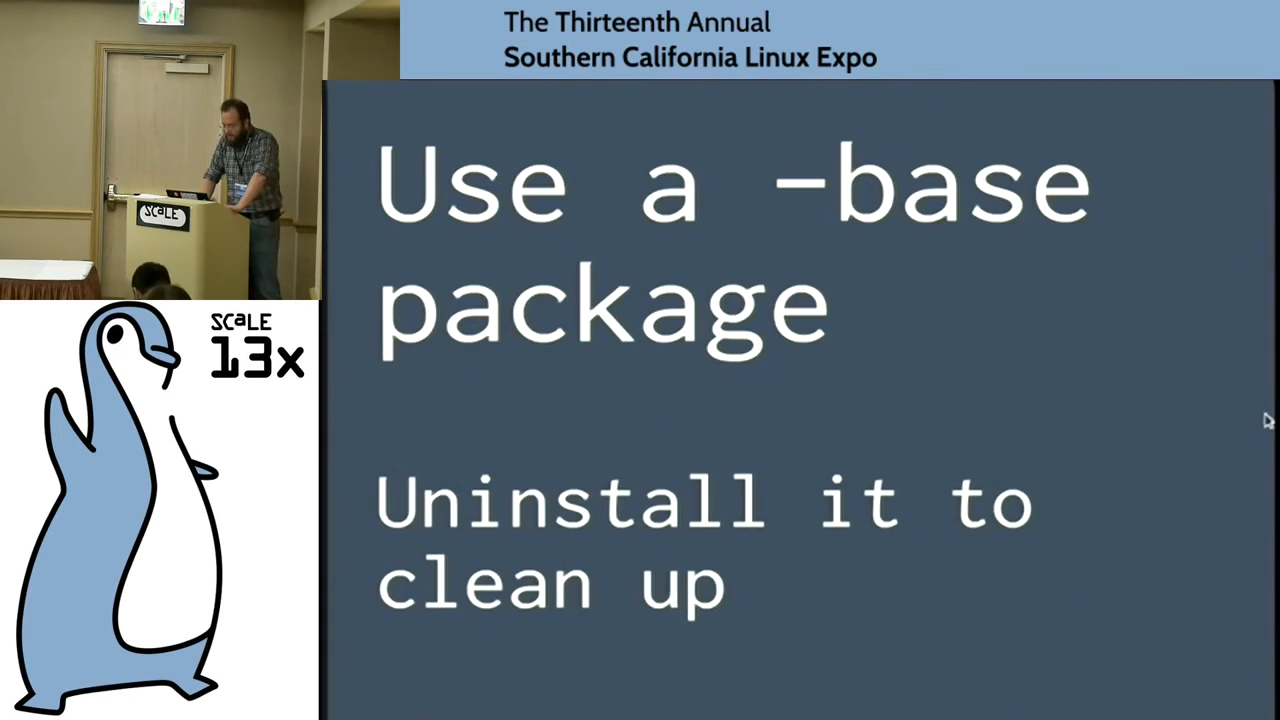 The Thirteenth Annual
Southern California Linux Expo
SCaLE
SCaLE
13x
Use a -base
package
Uninstall it to
clean up